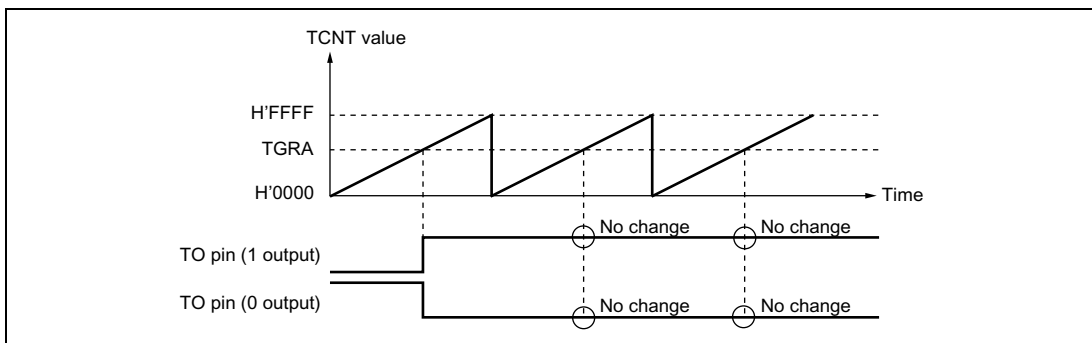 TCNT value
H'FFFF
TGRA
H'0000
Time
No change No change
TO pin (1 output)
TO pin (0 output)
No change No change